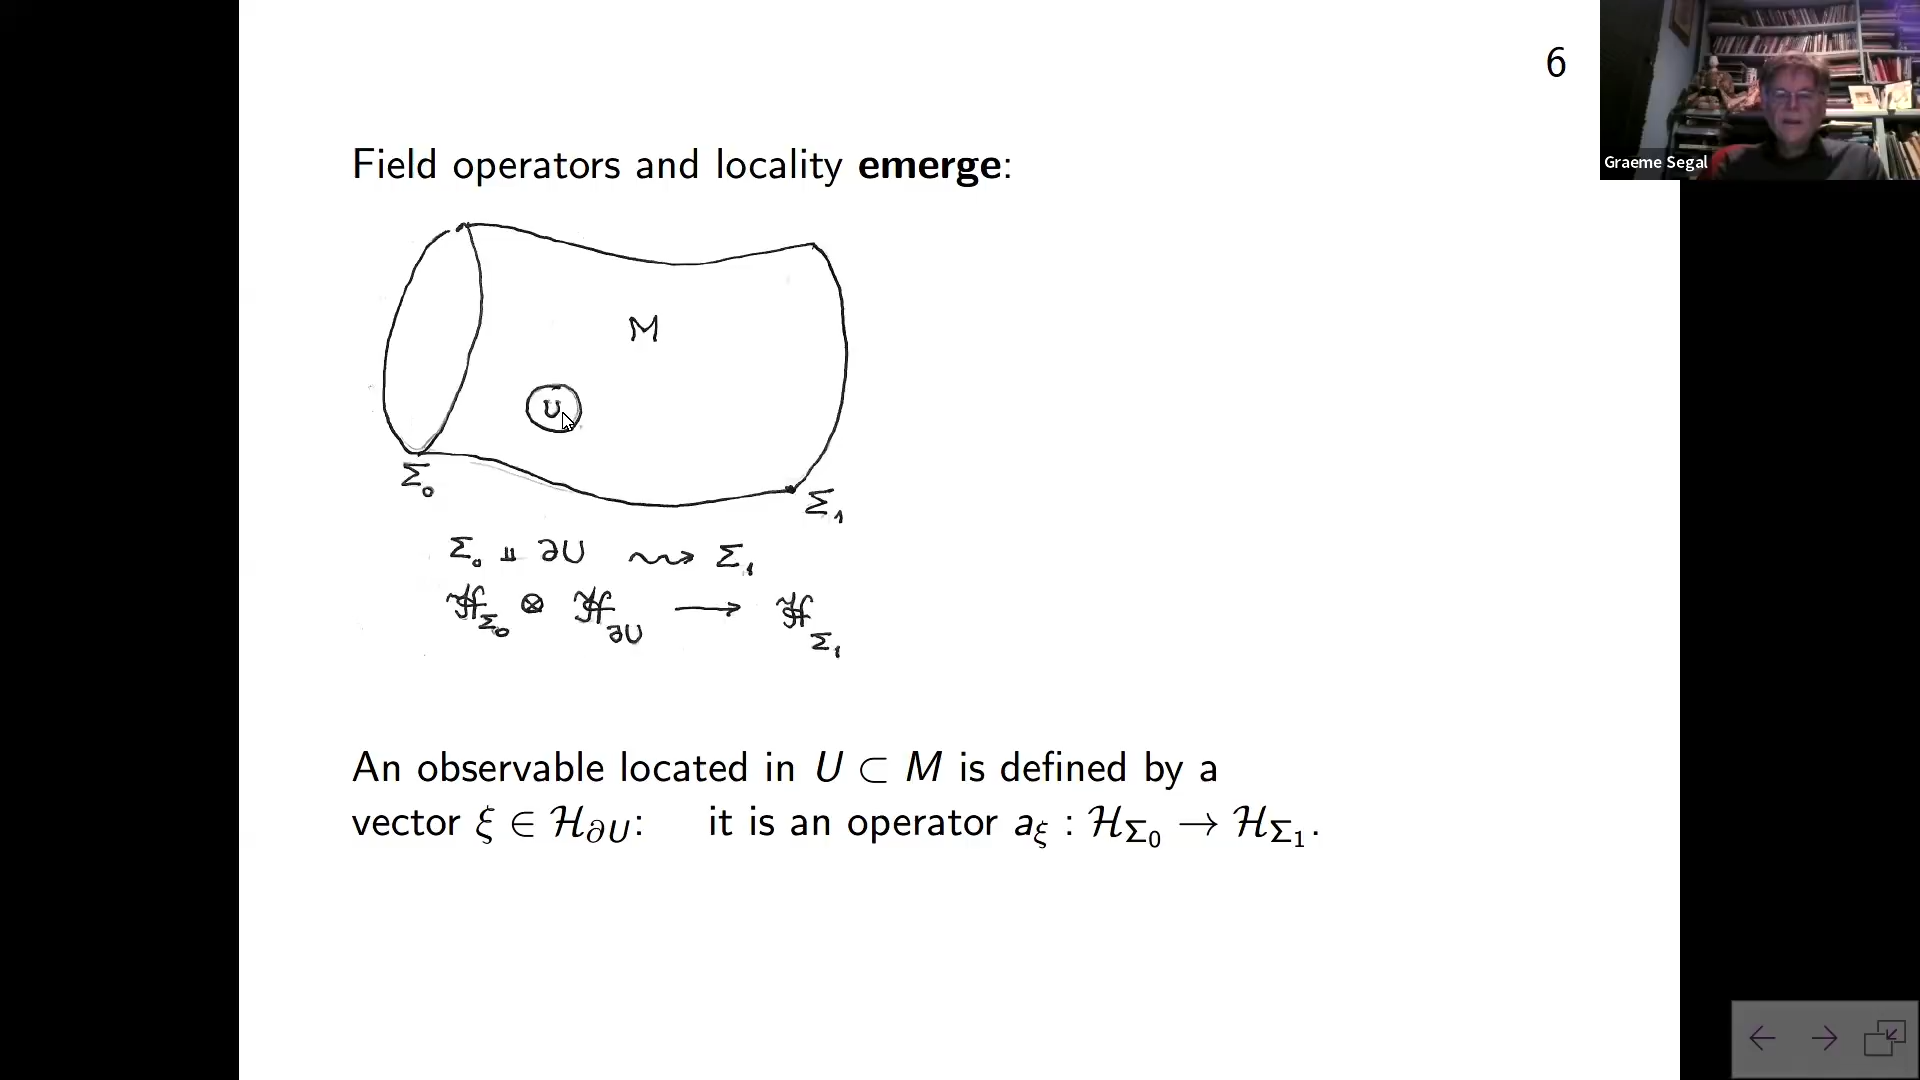 6
Graeme Segal
Field operators and locality emerge:
M
U
Σ₀
Σ₁
Σ₀ ⊔ ∂U ⇝ Σ₁
ℋ_Σ₀ ⊗ ℋ_∂U → ℋ_Σ₁
An observable located in U ⊂ M is defined by a
vector ξ ∈ ℋ_∂U: it is an operator a_ξ : ℋ_Σ₀ → ℋ_Σ₁.